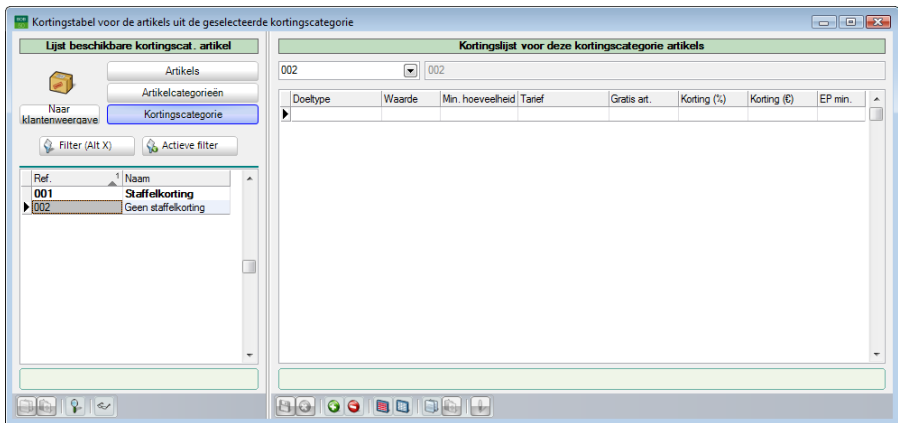 Kortingstabel voor de artikels uit de geselecteerde kortingscategorie
Lijst beschikbare kortingscat. artikel
Artikels
Artikelcategorieën
Naar klantenweergave
Kortingscategorie
Filter (Alt X)
Actieve filter
Ref. 1 Naam
001 Staffelkorting
002 Geen staffelkorting
Kortingslijst voor deze kortingscategorie artikels
002 002
Doeltype Waarde Min. hoeveelheid Tarief Gratis art. Korting (%) Korting (€) EP min.